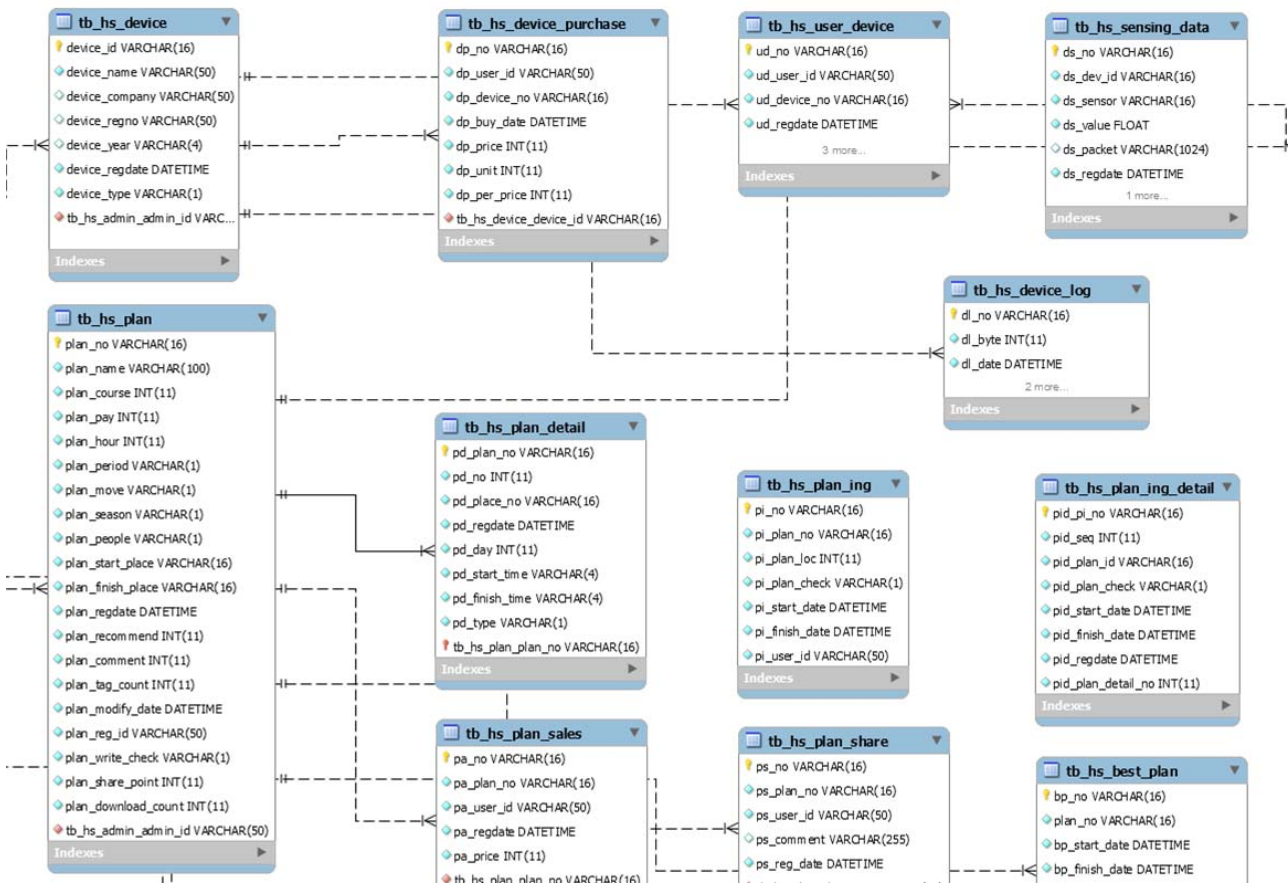 tb_hs_device
device_id VARCHAR(16)
device_name VARCHAR(50)
device_company VARCHAR(50)
device_regno VARCHAR(50)
device_year VARCHAR(4)
device_regdate DATETIME
device_type VARCHAR(1)
tb_hs_admin_admin_id VARC...
Indexes
tb_hs_device_purchase
dp_no VARCHAR(16)
dp_user_id VARCHAR(50)
dp_device_no VARCHAR(16)
dp_buy_date DATETIME
dp_price INT(11)
dp_unit INT(11)
dp_per_price INT(11)
tb_hs_device_device_id VARCHAR(16)
Indexes
tb_hs_user_device
ud_no VARCHAR(16)
ud_user_id VARCHAR(50)
ud_device_no VARCHAR(16)
ud_regdate DATETIME
3 more...
Indexes
tb_hs_sensing_data
ds_no VARCHAR(16)
ds_dev_id VARCHAR(16)
ds_sensor VARCHAR(16)
ds_value FLOAT
ds_packet VARCHAR(1024)
ds_regdate DATETIME
1 more...
Indexes
tb_hs_device_log
dl_no VARCHAR(16)
dl_byte INT(11)
dl_date DATETIME
2 more...
Indexes
tb_hs_plan
plan_no VARCHAR(16)
plan_name VARCHAR(100)
plan_course INT(11)
plan_pay INT(11)
plan_hour INT(11)
plan_period VARCHAR(1)
plan_move VARCHAR(1)
plan_season VARCHAR(1)
plan_people VARCHAR(1)
plan_start_place VARCHAR(16)
plan_finish_place VARCHAR(16)
plan_regdate DATETIME
plan_recommend INT(11)
plan_comment INT(11)
plan_tag_count INT(11)
plan_modify_date DATETIME
plan_reg_id VARCHAR(50)
plan_write_check VARCHAR(1)
plan_share_point INT(11)
plan_download_count INT(11)
tb_hs_admin_admin_id VARCHAR(50)
Indexes
tb_hs_plan_detail
pd_plan_no VARCHAR(16)
pd_no INT(11)
pd_place_no VARCHAR(16)
pd_regdate DATETIME
pd_day INT(11)
pd_start_time VARCHAR(4)
pd_finish_time VARCHAR(4)
pd_type VARCHAR(1)
tb_hs_plan_plan_no VARCHAR(16)
Indexes
tb_hs_plan_ing
pi_no VARCHAR(16)
pi_plan_no VARCHAR(16)
pi_plan_loc INT(11)
pi_plan_check VARCHAR(1)
pi_start_date DATETIME
pi_finish_date DATETIME
pi_user_id VARCHAR(50)
Indexes
tb_hs_plan_ing_detail
pid_pi_no VARCHAR(16)
pid_seq INT(11)
pid_plan_id VARCHAR(16)
pid_plan_check VARCHAR(1)
pid_start_date DATETIME
pid_finish_date DATETIME
pid_regdate DATETIME
pid_plan_detail_no INT(11)
Indexes
tb_hs_plan_sales
pa_no VARCHAR(16)
pa_plan_no VARCHAR(16)
pa_user_id VARCHAR(50)
pa_regdate DATETIME
pa_price INT(11)
tb_hs_plan_plan_no VARCHAR(16)
tb_hs_plan_share
ps_no VARCHAR(16)
ps_plan_no VARCHAR(16)
ps_user_id VARCHAR(50)
ps_comment VARCHAR(255)
ps_reg_date DATETIME
tb_hs_best_plan
bp_no VARCHAR(16)
plan_no VARCHAR(16)
bp_start_date DATETIME
bp_finish_date DATETIME